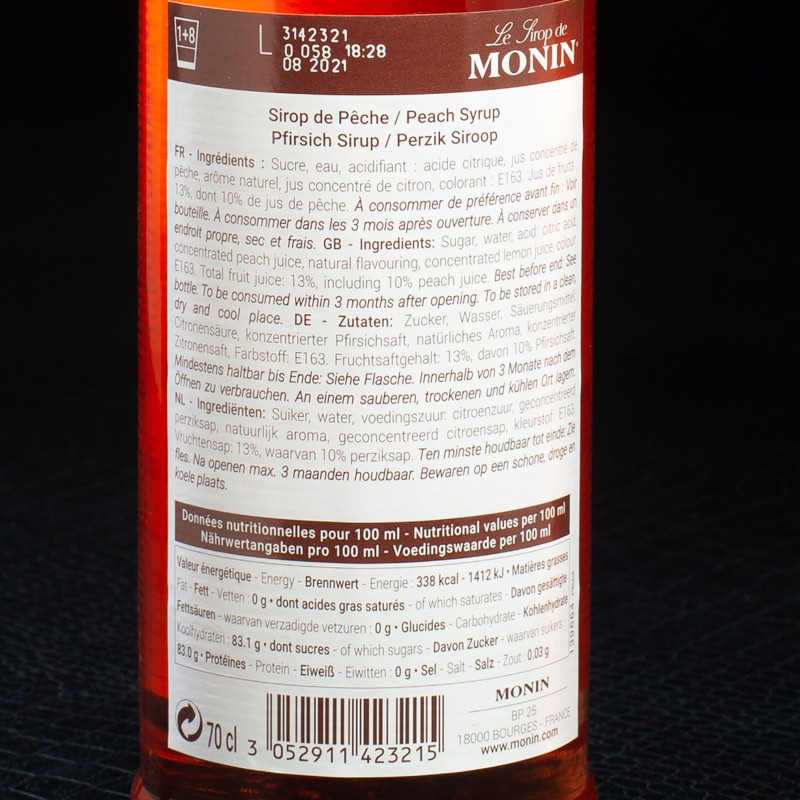 1+8
L 3142321
0 058 18:28
08 2021
Le Sirop de
MONIN®
Sirop de Pêche / Peach Syrup
Pfirsich Sirup / Perzik Siroop
FR - Ingrédients : Sucre, eau, acidifiant : acide citrique, jus concentré de
pêche, arôme naturel, jus concentré de citron, colorant : E163. Jus de fruits :
13%, dont 10% de jus de pêche. À consommer de préférence avant fin : Voir
bouteille. À consommer dans les 3 mois après ouverture. À conserver dans un
endroit propre, sec et frais. GB - Ingredients: Sugar, water, acid: citric acid,
concentrated peach juice, natural flavouring, concentrated lemon juice, colour:
E163. Total fruit juice: 13%, including 10% peach juice. Best before end: See
bottle. To be consumed within 3 months after opening. To be stored in a clean,
dry and cool place. DE - Zutaten: Zucker, Wasser, Säuerungsmittel:
Citronensäure, konzentrierter Pfirsichsaft, natürliches Aroma, konzentrierter
Zitronensaft, Farbstoff: E163. Fruchtsaftgehalt: 13%, davon 10% Pfirsichsaft.
Mindestens haltbar bis Ende: Siehe Flasche. Innerhalb von 3 Monate nach dem
Öffnen zu verbrauchen. An einem sauberen, trockenen und kühlen Ort lagern.
NL - Ingrediënten: Suiker, water, voedingszuur: citroenzuur, geconcentreerd
perziksap, natuurlijk aroma, geconcentreerd citroensap, kleurstof: E163.
Vruchtensap: 13%, waarvan 10% perziksap. Ten minste houdbaar tot einde: Zie
fles. Na openen max. 3 maanden houdbaar. Bewaren op een schone, droge en
koele plaats.
Données nutritionnelles pour 100 ml - Nutritional values per 100 ml
Nährwertangaben pro 100 ml - Voedingswaarde per 100 ml
Valeur énergétique - Energy - Brennwert - Energie : 338 kcal - 1412 kJ • Matières grasses
Fat - Fett - Vetten : 0 g • dont acides gras saturés - of which saturates - Davon gesättigte
Fettsäuren - waarvan verzadigde vetzuren : 0 g • Glucides - Carbohydrate - Kohlenhydrate
Koolhydraten : 83.1 g • dont sucres - of which sugars - Davon Zucker - waarvan suikers
83.0 g • Protéines - Protein - Eiweiß - Eiwitten : 0 g • Sel - Salt - Salz - Zout : 0.03 g
70 cl
3 052911 423215
MONIN
BP 25
18000 BOURGES - FRANCE
www.monin.com